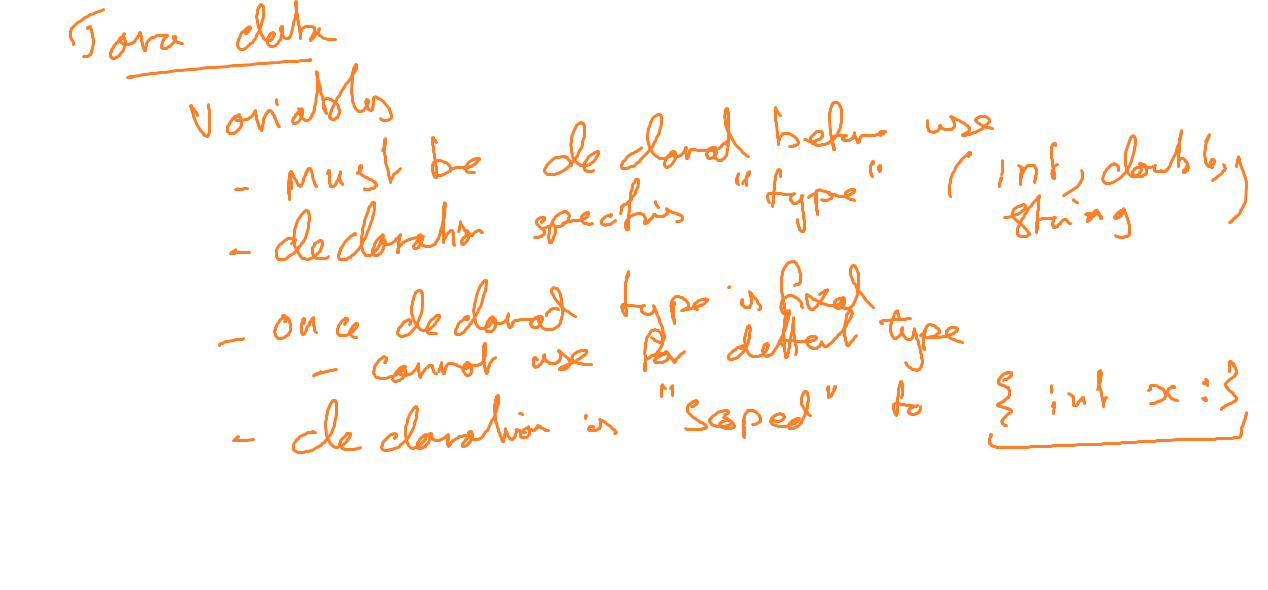 Java data
Variables
- Must be declared before use
- declaration specifies "type" (int, double, string)
- once declared type is fixed
- cannot use for different type
- declaration is "scoped" to { int x : }